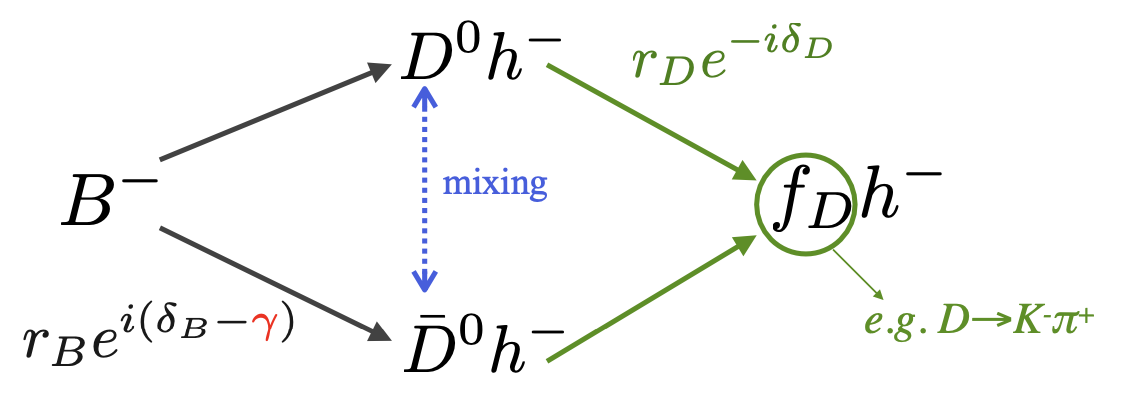 D⁰h⁻
r_D e^{−iδ_D}
mixing
B⁻
f_D h⁻
r_B e^{i(δ_B−γ)}
D̄⁰h⁻
e.g. D→K⁻π⁺